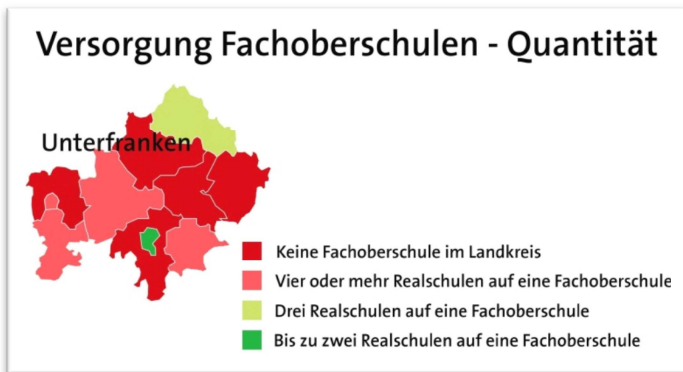 Versorgung Fachoberschulen - Quantität
Unterfranken
Keine Fachoberschule im Landkreis
Vier oder mehr Realschulen auf eine Fachoberschule
Drei Realschulen auf eine Fachoberschule
Bis zu zwei Realschulen auf eine Fachoberschule